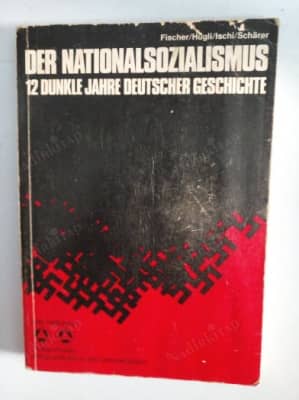 Fischer/Hügli/Ischi/Schärer
DER NATIONALSOZIALISMUS
12 DUNKLE JAHRE DEUTSCHER GESCHICHTE